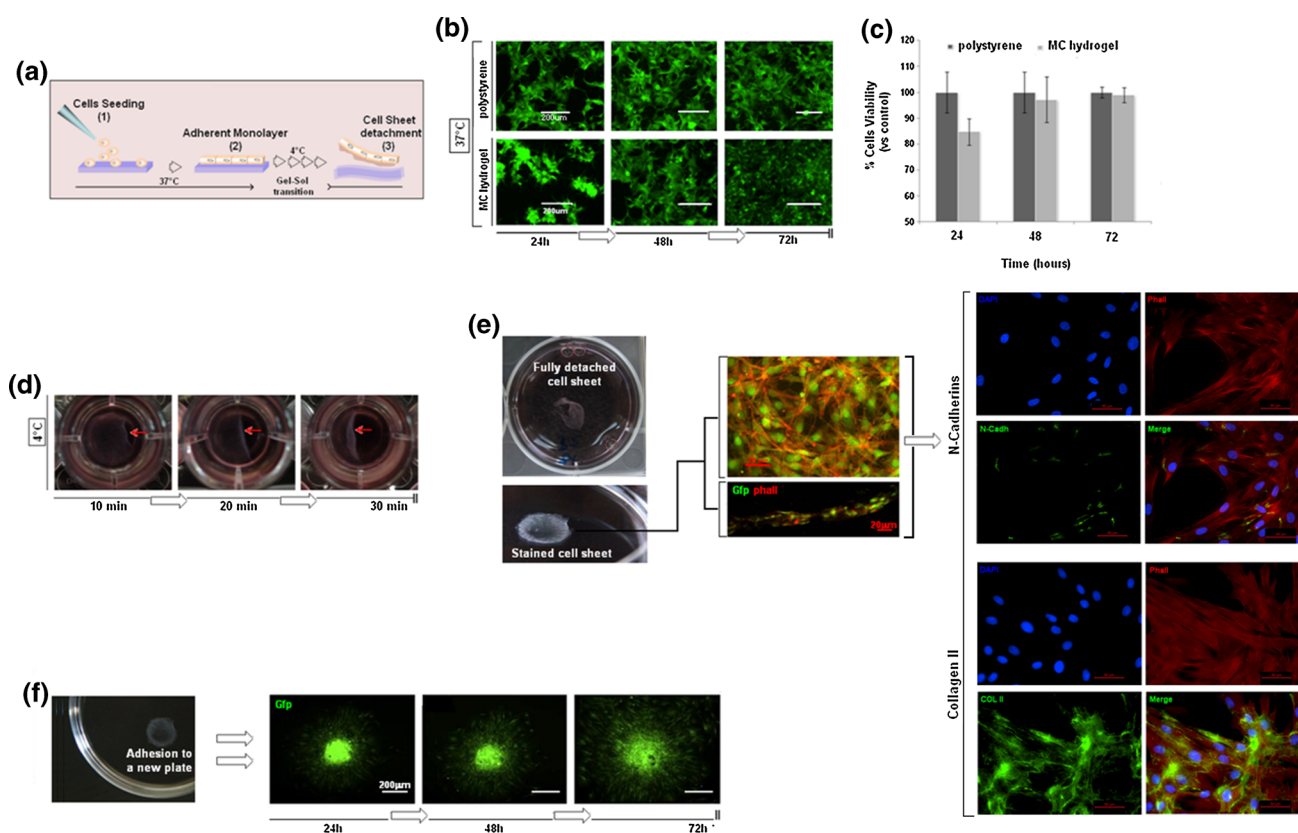 (a)
Cells Seeding
(1)
Adherent Monolayer
(2)
Cell Sheet
detachment
(3)
4°C
37°C
Gel-Sol
transition
(b)
37°C
polystyrene
MC hydrogel
200um
200um
24h
48h
72h
(c)
polystyrene
MC hydrogel
% Cells Viability
(vs control)
120
110
100
90
80
70
60
50
24
48
72
Time (hours)
(d)
4°C
10 min
20 min
30 min
(e)
Fully detached
cell sheet
Stained cell sheet
Gfp phall
20µm
N-Cadherins
DAPI
Phall
N-Cadh
Merge
Collagen II
DAPI
Phall
COL II
Merge
(f)
Adhesion to
a new plate
Gfp
200µm
24h
48h
72h